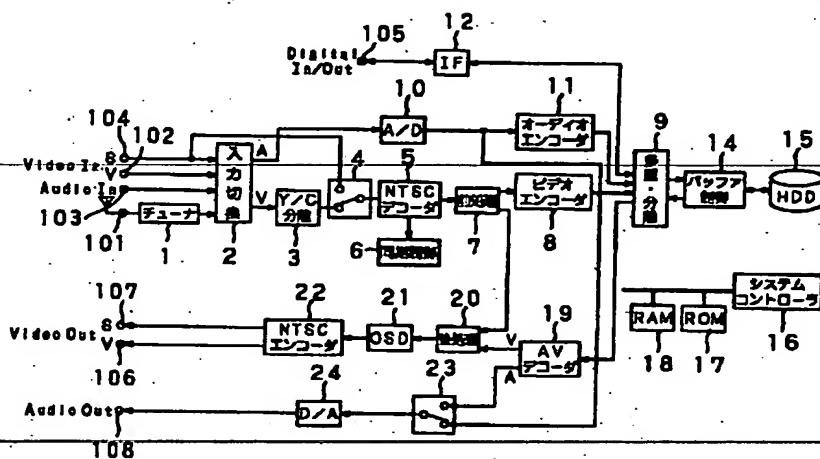 105
Digital
In/Out
12
IF
10
A/D
11
オーディオ
エンコーダ
9
多重・分離
14
バッファ
制御
15
HDD
104
102
S
Video In
V
Audio In
103
101
チューナ
1
入力切換
2
A
V
Y/C
分離
3
4
5
NTSC
デコーダ
6
7
ビデオ
エンコーダ
8
システム
コントローラ
16
RAM
18
ROM
17
107
S
Video Out
V
106
22
NTSC
エンコーダ
21
OSD
20
後処理
V
A
19
AV
デコーダ
23
24
D/A
Audio Out
108